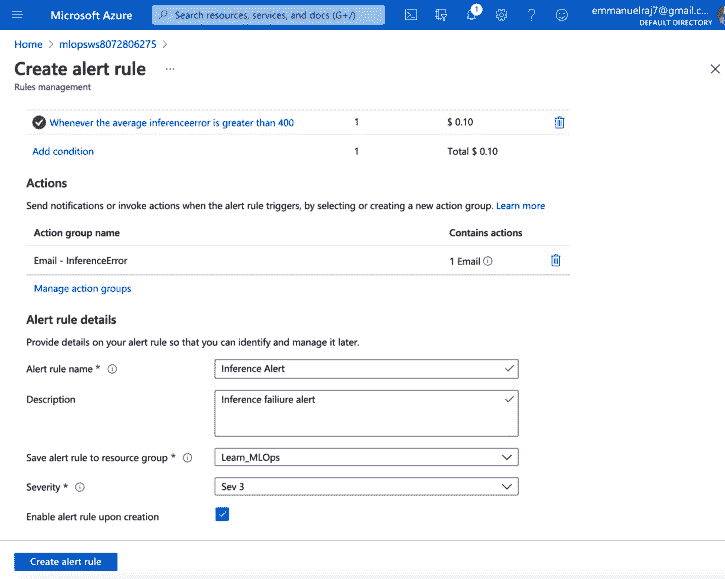 Microsoft Azure
Search resources, services, and docs (G+/)
1
emmanuelraj7@gmail.c...
DEFAULT DIRECTORY
Home > mlopsws8072806275 >
Create alert rule ...
Rules management
Whenever the average inferenceerror is greater than 400 1 $ 0.10
Add condition 1 Total $ 0.10
Actions
Send notifications or invoke actions when the alert rule triggers, by selecting or creating a new action group. Learn more
Action group name Contains actions
Email - InferenceError 1 Email
Manage action groups
Alert rule details
Provide details on your alert rule so that you can identify and manage it later.
Alert rule name * Inference Alert
Description Inference failiure alert
Save alert rule to resource group * Learn_MLOps
Severity * Sev 3
Enable alert rule upon creation
Create alert rule